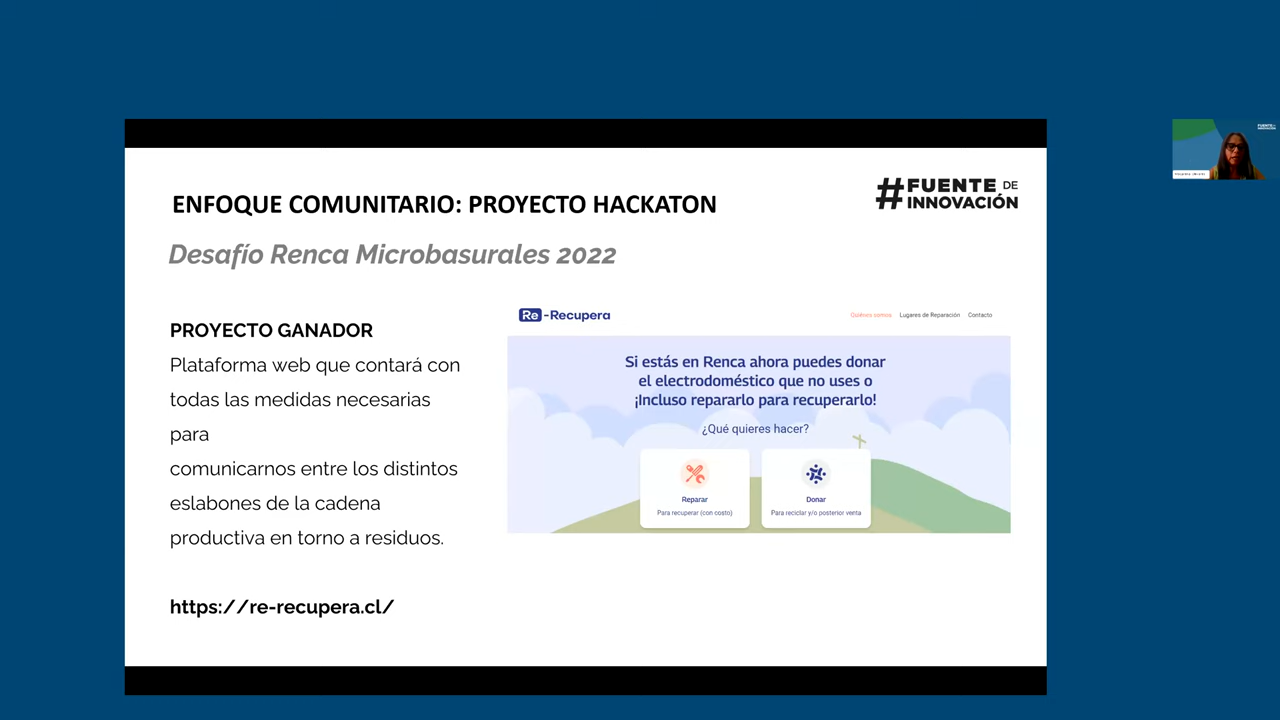 ENFOQUE COMUNITARIO: PROYECTO HACKATON
#FUENTE DE
INNOVACIÓN
Desafío Renca Microbasurales 2022
PROYECTO GANADOR
Plataforma web que contará con
todas las medidas necesarias
para
comunicarnos entre los distintos
eslabones de la cadena
productiva en torno a residuos.
https://re-recupera.cl/
Re-Recupera
Quiénes somos Lugares de Reparación Contacto
Si estás en Renca ahora puedes donar
el electrodoméstico que no uses o
¡Incluso repararlo para recuperarlo!
¿Qué quieres hacer?
Reparar
Para recuperar (con costo)
Donar
Para reciclar y/o posterior venta
FUENTE DE
INNOVACIÓN